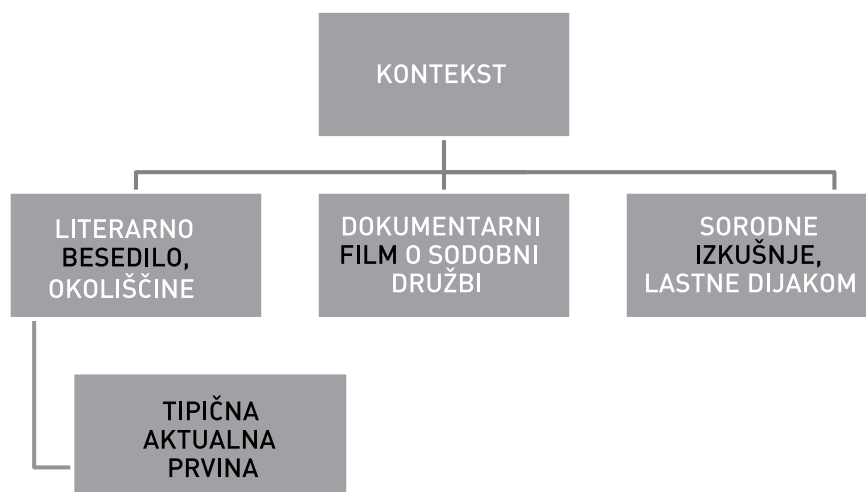 KONTEKST
LITERARNO
BESEDILO,
OKOLIŠČINE
DOKUMENTARNI
FILM O SODOBNI
DRUŽBI
SORODNE
IZKUŠNJE,
LASTNE DIJAKOM
TIPIČNA
AKTUALNA
PRVINA